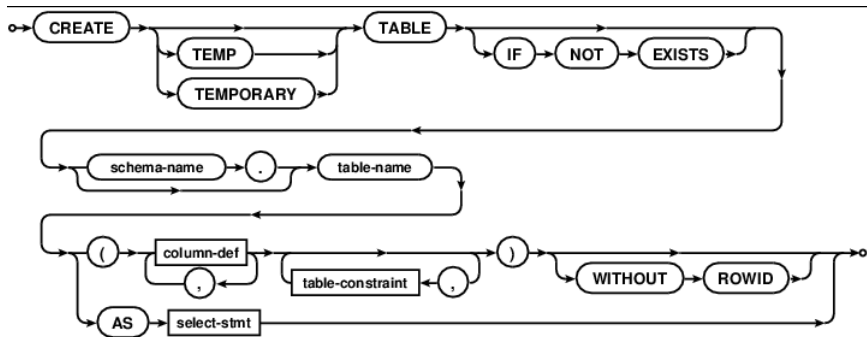 CREATE TABLE
TEMP IF NOT EXISTS
TEMPORARY
schema-name . table-name
( column-def )
, table-constraint , WITHOUT ROWID
AS select-stmt